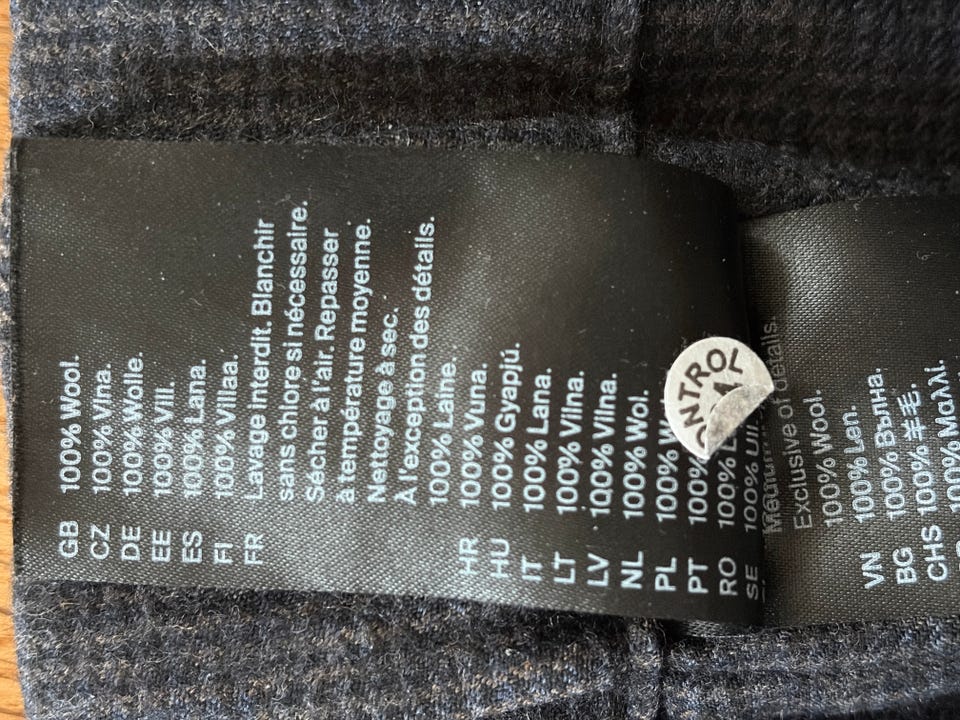 GB 100% Wool.
CZ 100% Vlna.
DE 100% Wolle.
EE 100% Vill.
ES 100% Lana.
FI 100% Villaa.
FR Lavage interdit. Blanchir
sans chlore si nécessaire.
Sécher à l'air. Repasser
à température moyenne.
Nettoyage à sec.
À l'exception des détails.
100% Laine.
HR 100% Vuna.
HU 100% Gyapjú.
IT 100% Lana.
LT 100% Vilna.
LV 100% Vilna.
NL 100% Wol.
PL 100%
PT 100%
RO 100%
SE 100% Ull.
Exclusive of details.
100% Wool.
VN 100% Len.
BG 100% Вълна.
CHS 100% 羊毛.
100% Μαλλί